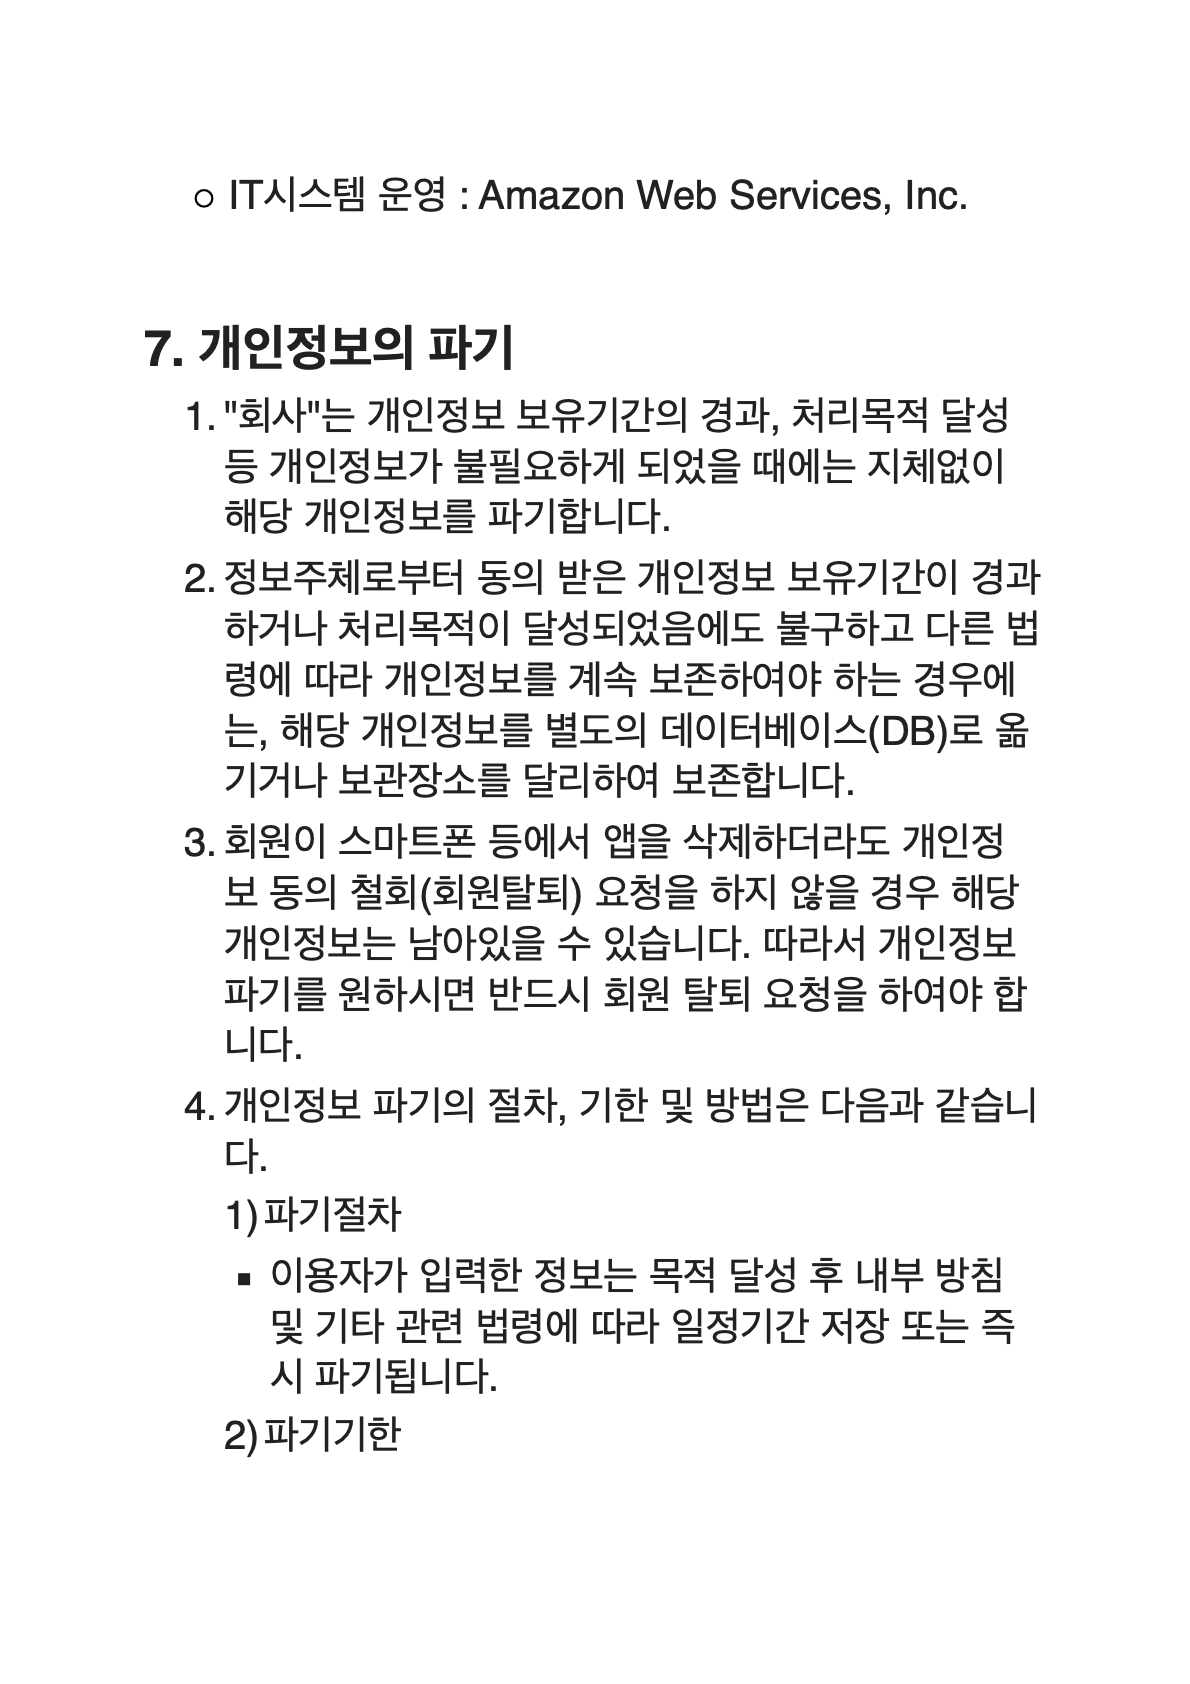 ○ IT시스템 운영 : Amazon Web Services, Inc.
7. 개인정보의 파기
1. "회사"는 개인정보 보유기간의 경과, 처리목적 달성
등 개인정보가 불필요하게 되었을 때에는 지체없이
해당 개인정보를 파기합니다.
2. 정보주체로부터 동의 받은 개인정보 보유기간이 경과
하거나 처리목적이 달성되었음에도 불구하고 다른 법
령에 따라 개인정보를 계속 보존하여야 하는 경우에
는, 해당 개인정보를 별도의 데이터베이스(DB)로 옮
기거나 보관장소를 달리하여 보존합니다.
3. 회원이 스마트폰 등에서 앱을 삭제하더라도 개인정
보 동의 철회(회원탈퇴) 요청을 하지 않을 경우 해당
개인정보는 남아있을 수 있습니다. 따라서 개인정보
파기를 원하시면 반드시 회원 탈퇴 요청을 하여야 합
니다.
4. 개인정보 파기의 절차, 기한 및 방법은 다음과 같습니
다.
1) 파기절차
▪ 이용자가 입력한 정보는 목적 달성 후 내부 방침
및 기타 관련 법령에 따라 일정기간 저장 또는 즉
시 파기됩니다.
2) 파기기한